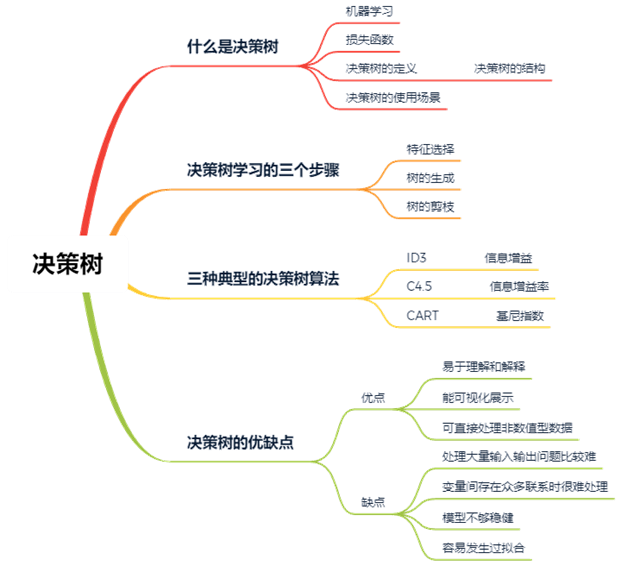 决策树
什么是决策树
机器学习
损失函数
决策树的定义 决策树的结构
决策树的使用场景
决策树学习的三个步骤
特征选择
树的生成
树的剪枝
三种典型的决策树算法
ID3 信息增益
C4.5 信息增益率
CART 基尼指数
决策树的优缺点
优点
易于理解和解释
能可视化展示
可直接处理非数值型数据
缺点
处理大量输入输出问题比较难
变量间存在众多联系时很难处理
模型不够稳健
容易发生过拟合